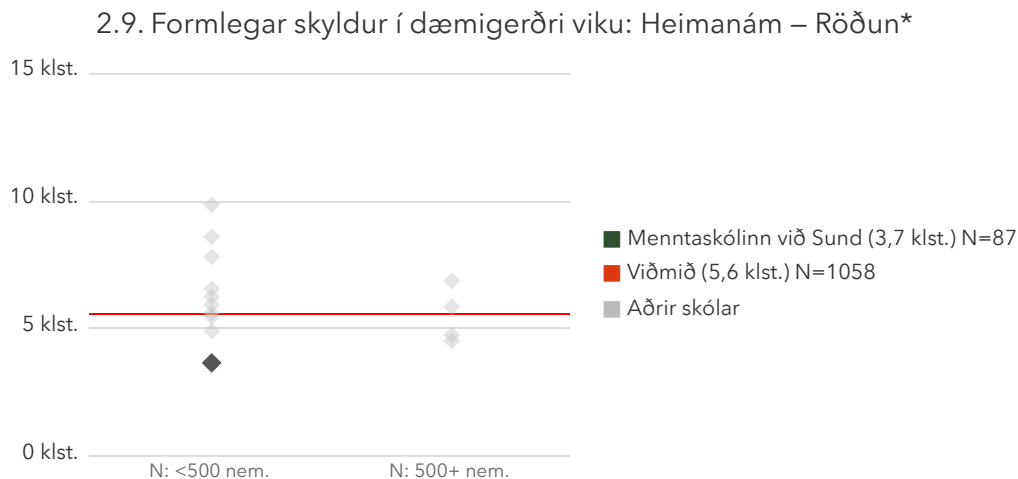 2.9. Formlegar skyldur í dæmigerðri viku: Heimanám – Röðun*
15 klst.
10 klst.
5 klst.
0 klst.
N: <500 nem.
N: 500+ nem.
Menntaskólinn við Sund (3,7 klst.) N=87
Viðmið (5,6 klst.) N=1058
Aðrir skólar